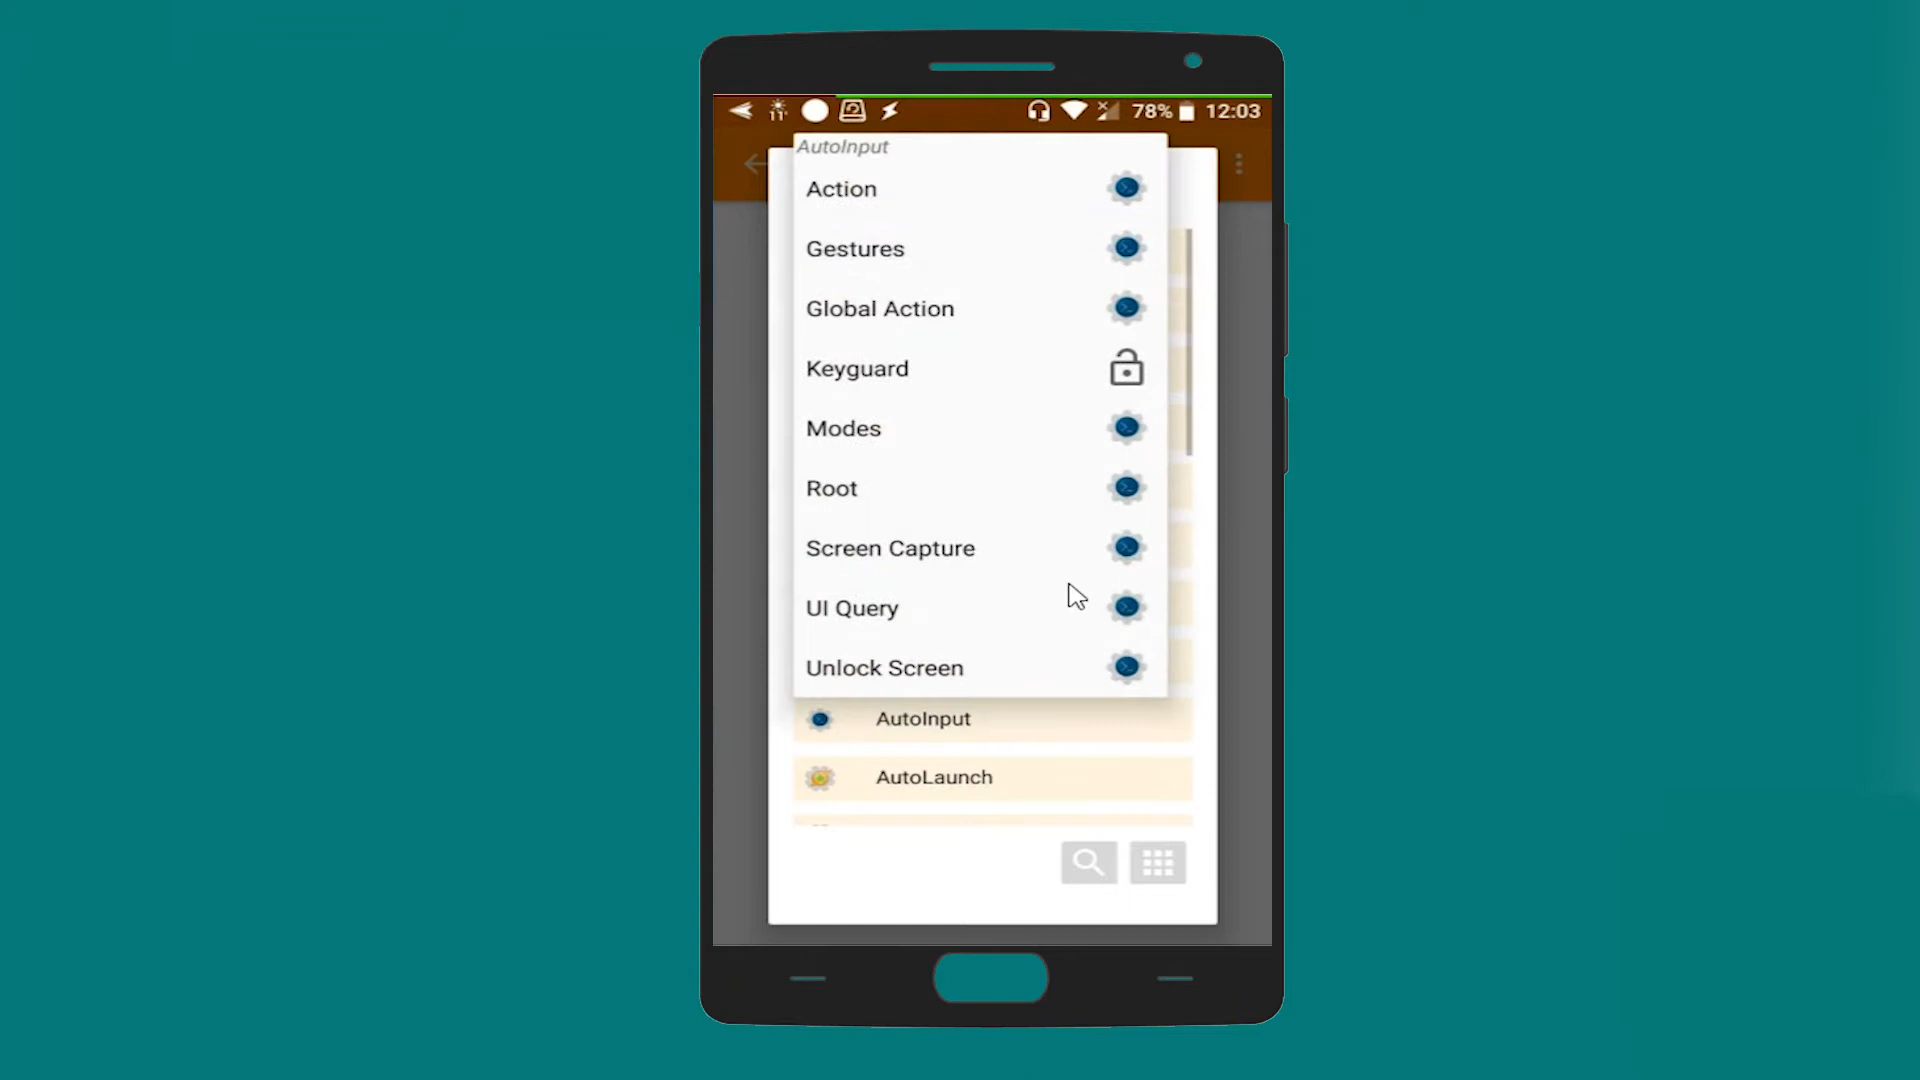 11° 78% 12:03
AutoInput
Action
Gestures
Global Action
Keyguard
Modes
Root
Screen Capture
UI Query
Unlock Screen
AutoInput
AutoLaunch